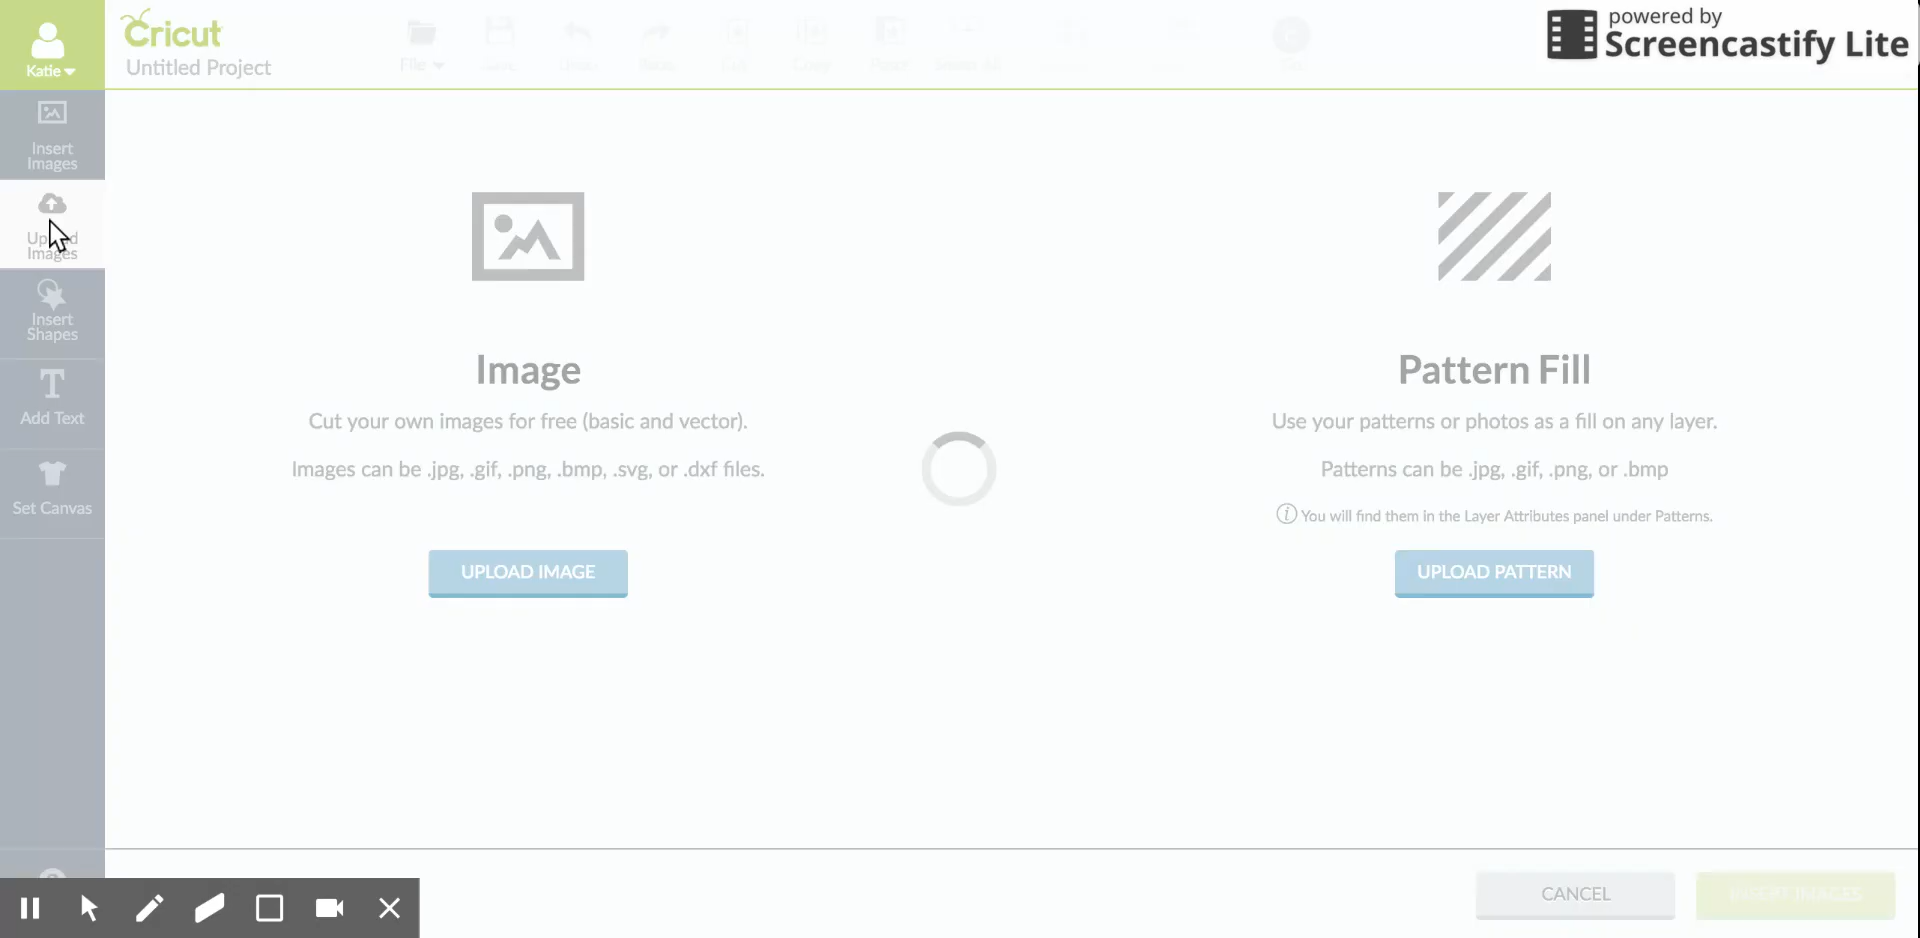 Katie
Cricut
Untitled Project
File
powered by
Screencastify Lite
Insert
Images
Images
Insert
Shapes
Add Text
Set Canvas
Image
Cut your own images for free (basic and vector).
Images can be .jpg, .gif, .png, .bmp, .svg, or .dxf files.
UPLOAD IMAGE
Pattern Fill
Use your patterns or photos as a fill on any layer.
Patterns can be .jpg, .gif, .png, or .bmp
You will find them in the Layer Attributes panel under Patterns.
UPLOAD PATTERN
CANCEL
INSERT IMAGES